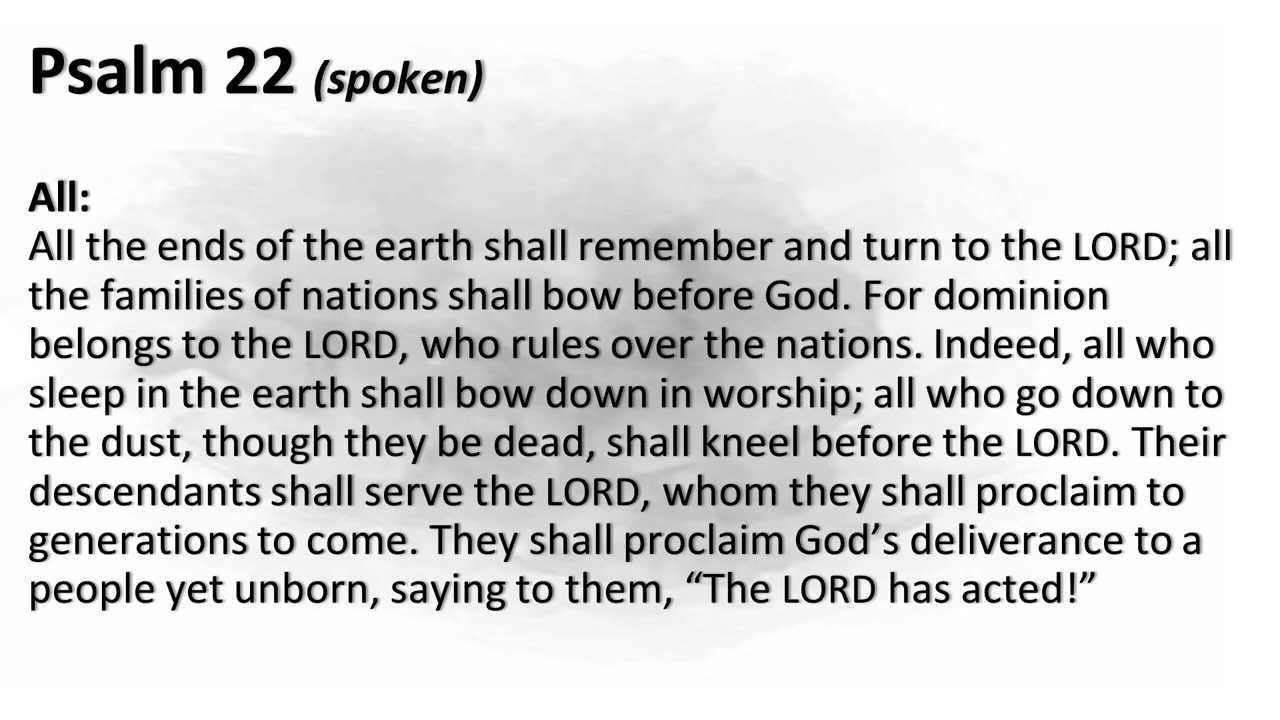 Psalm 22 (spoken)
All:
All the ends of the earth shall remember and turn to the LORD; all
the families of nations shall bow before God. For dominion
belongs to the LORD, who rules over the nations. Indeed, all who
sleep in the earth shall bow down in worship; all who go down to
the dust, though they be dead, shall kneel before the LORD. Their
descendants shall serve the LORD, whom they shall proclaim to
generations to come. They shall proclaim God’s deliverance to a
people yet unborn, saying to them, “The LORD has acted!”